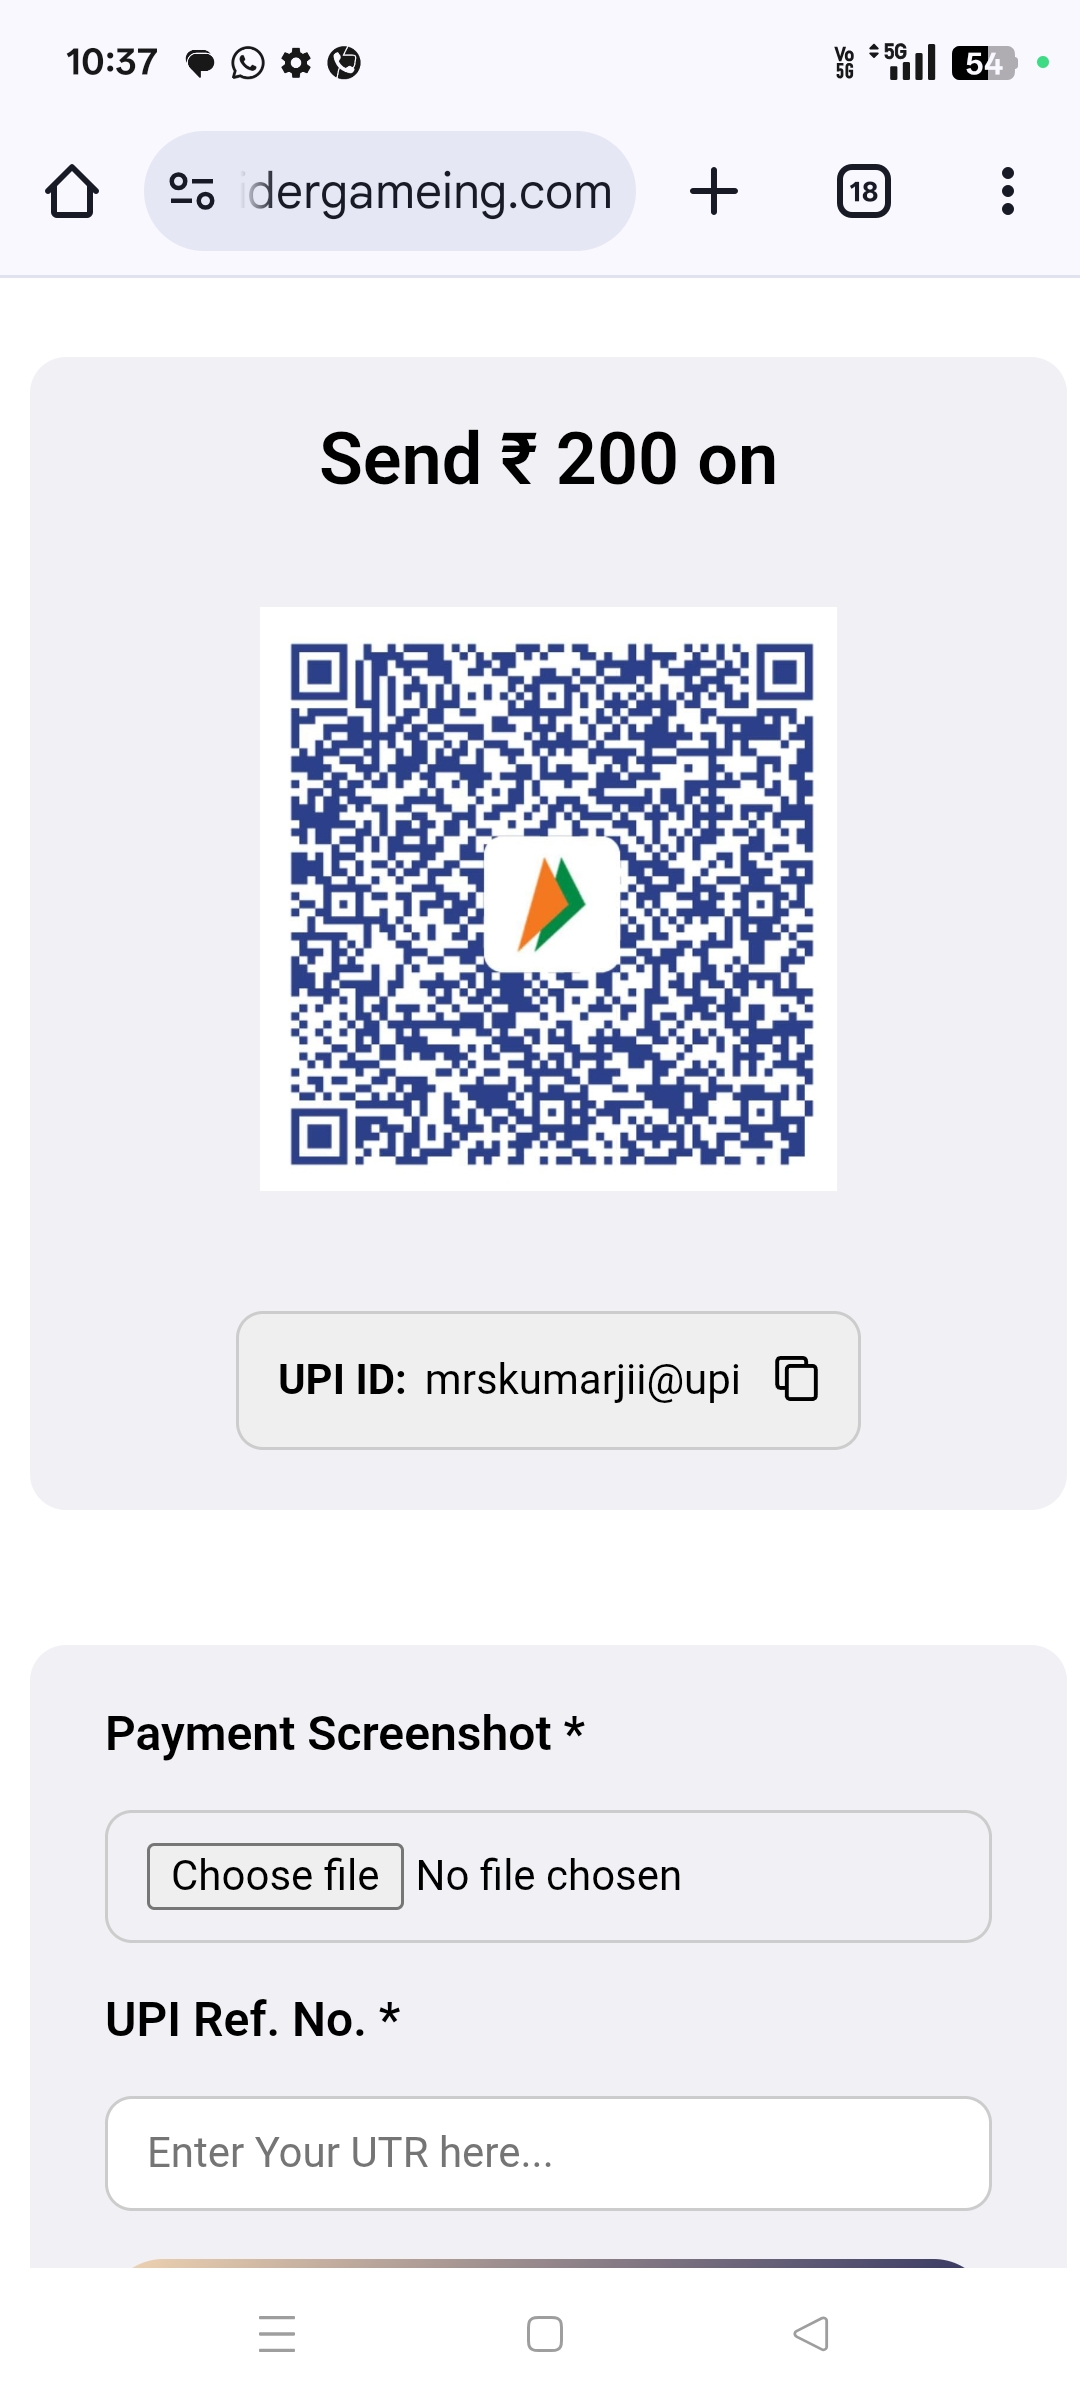 10:37
Vo 5G
5G
54
idergameing.com
18
Send ₹ 200 on
UPI ID: mrskumarjii@upi
Payment Screenshot *
Choose file No file chosen
UPI Ref. No. *
Enter Your UTR here...